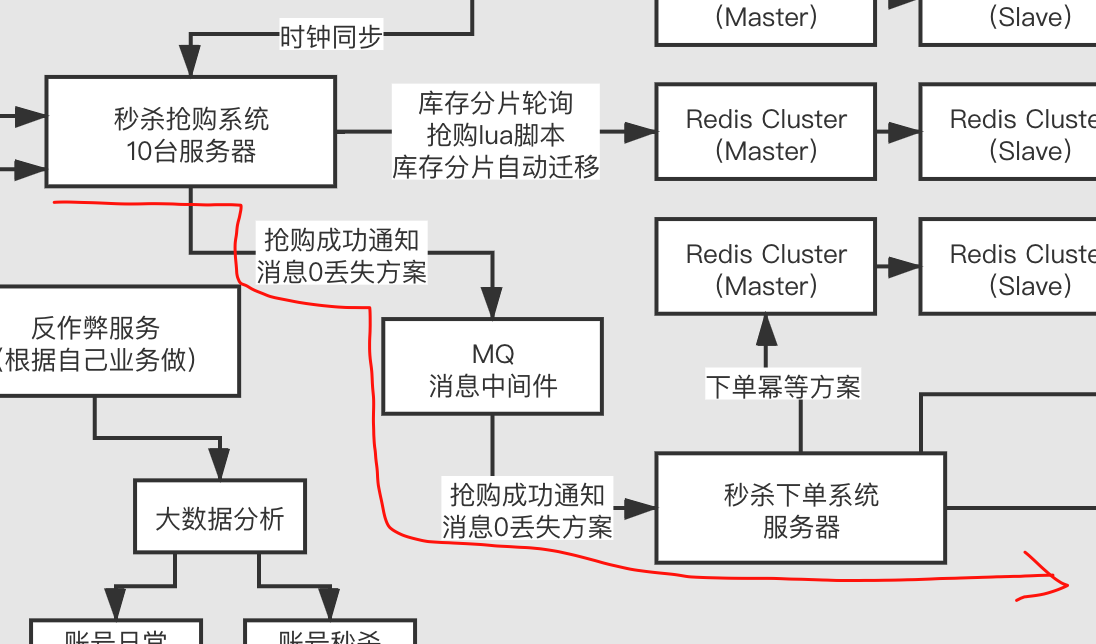 (Master)
(Slave)
时钟同步
秒杀抢购系统
10台服务器
库存分片轮询
抢购lua脚本
库存分片自动迁移
Redis Cluster
(Master)
Redis Cluste
(Slave)
抢购成功通知
消息0丢失方案
Redis Cluster
(Master)
Redis Cluste
(Slave)
反作弊服务
(根据自己业务做)
MQ
消息中间件
下单幂等方案
大数据分析
抢购成功通知
消息0丢失方案
秒杀下单系统
服务器
账号日常
账号秒杀